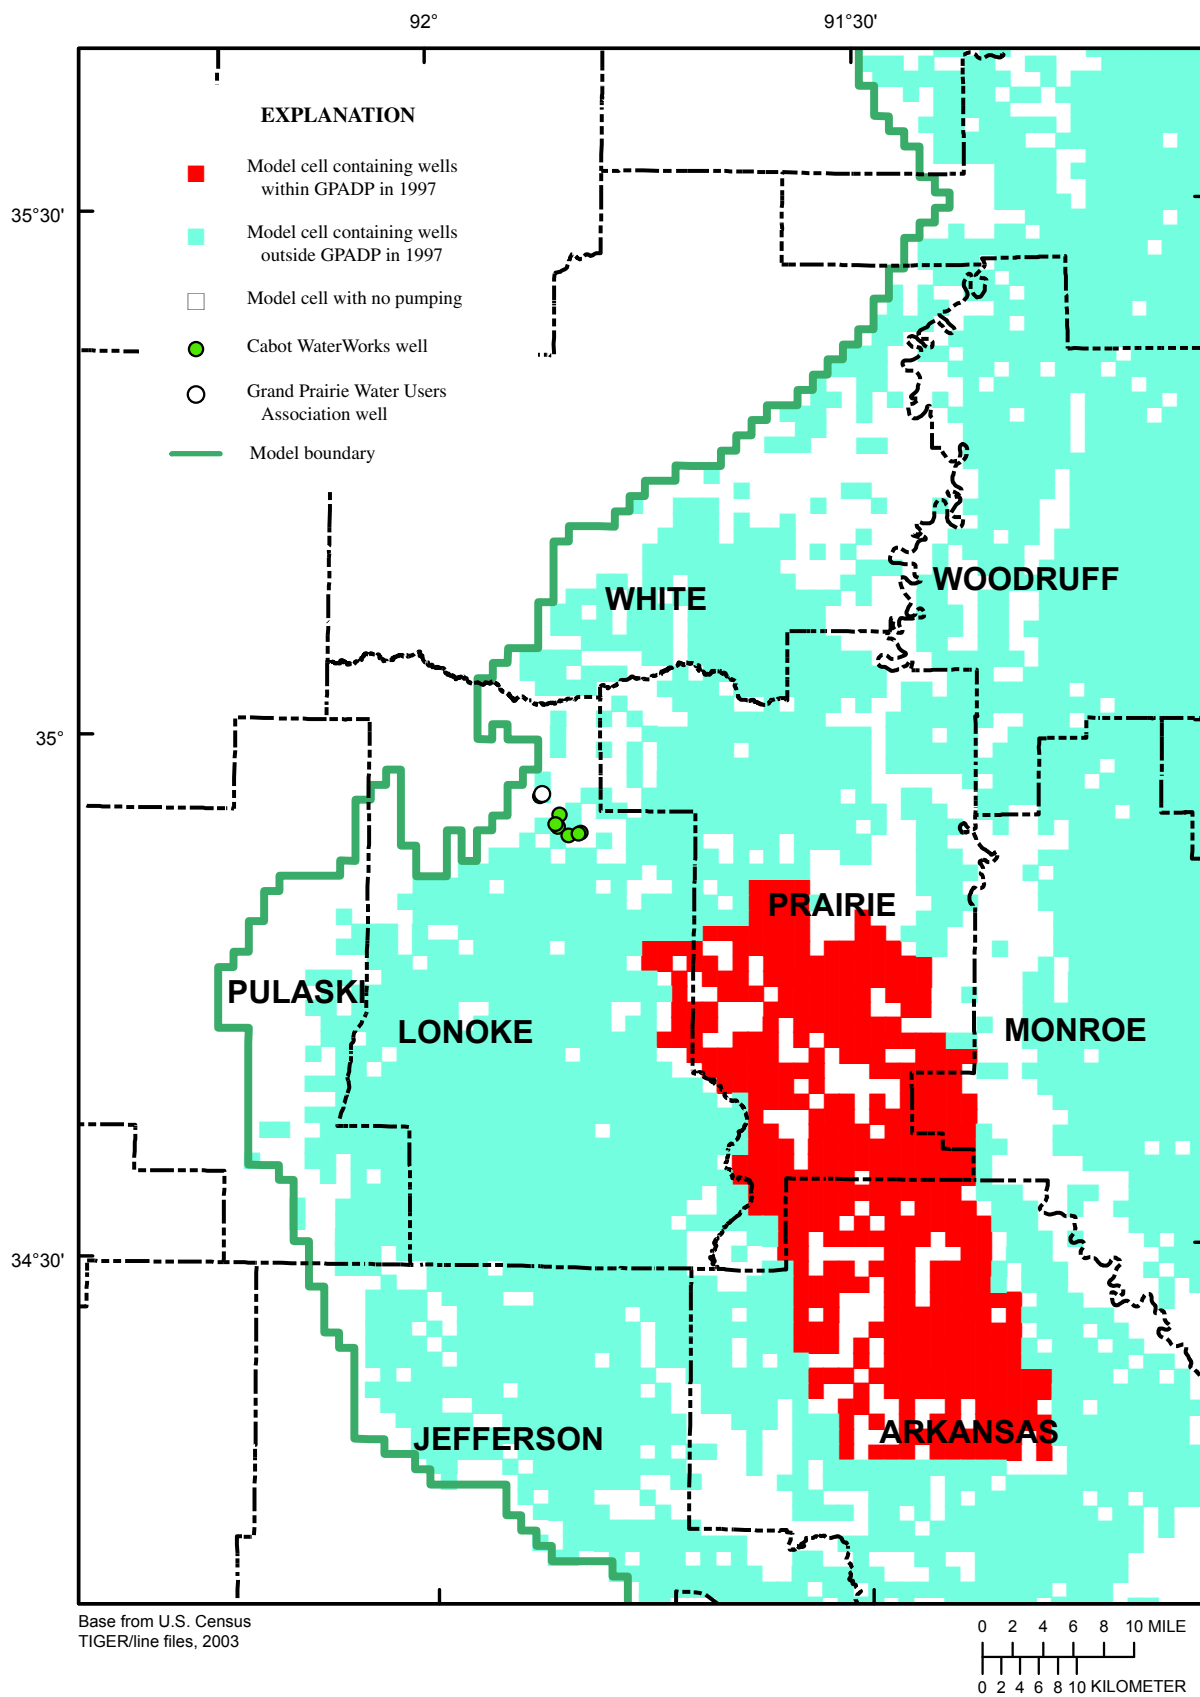 92° 91°30'
EXPLANATION
Model cell containing wells
within GPADP in 1997
35°30'
Model cell containing wells
outside GPADP in 1997
Model cell with no pumping
Cabot WaterWorks well
Grand Prairie Water Users
Association well
Model boundary
WOODRUFF
WHITE
35°
PRAIRIE
PULASKI
LONOKE
MONROE
34°30'
ARKANSAS
JEFFERSON
Base from U.S. Census
TIGER/line files, 2003
0 2 4 6 8 10 MILE
0 2 4 6 8 10 KILOMETER